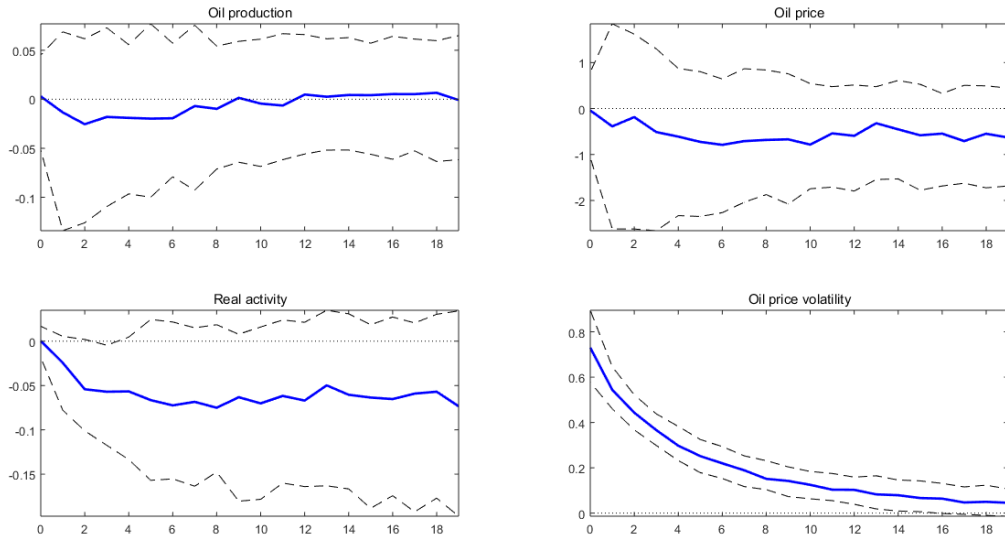 Oil production
0.05
0
-0.05
-0.1
0 2 4 6 8 10 12 14 16 18
Oil price
1
0
-1
-2
0 2 4 6 8 10 12 14 16 18
Real activity
0
-0.05
-0.1
-0.15
0 2 4 6 8 10 12 14 16 18
Oil price volatility
0.8
0.6
0.4
0.2
0
0 2 4 6 8 10 12 14 16 18